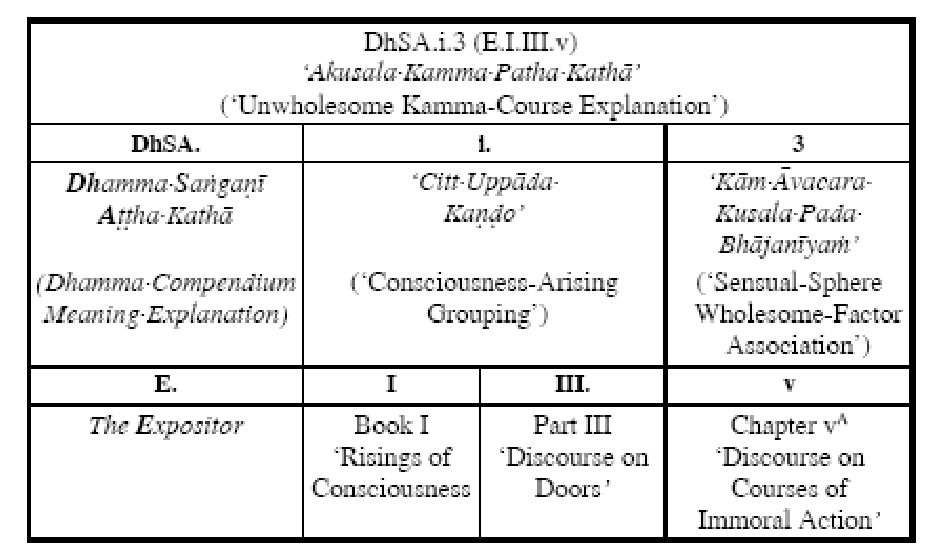 DhSA.i.3 (E.I.III.v)
‘Akusala·Kamma·Patha·Kathā’
(‘Unwholesome Kamma-Course Explanation’)
DhSA.
i.
3
Dhamma·Saṅgaṇī
Aṭṭha·Kathā
(Dhamma·Compendium
Meaning·Explanation)
‘Citt·Uppāda·
Kaṇḍo’
(‘Consciousness-Arising
Grouping’)
‘Kām·Āvacara·
Kusala·Pada·
Bhājanīyaṁ’
(‘Sensual-Sphere
Wholesome-Factor
Association’)
E.
I
III.
v
The Expositor
Book I
‘Risings of
Consciousness
Part III
‘Discourse on
Doors’
Chapter vᴬ
‘Discourse on
Courses of
Immoral Action’